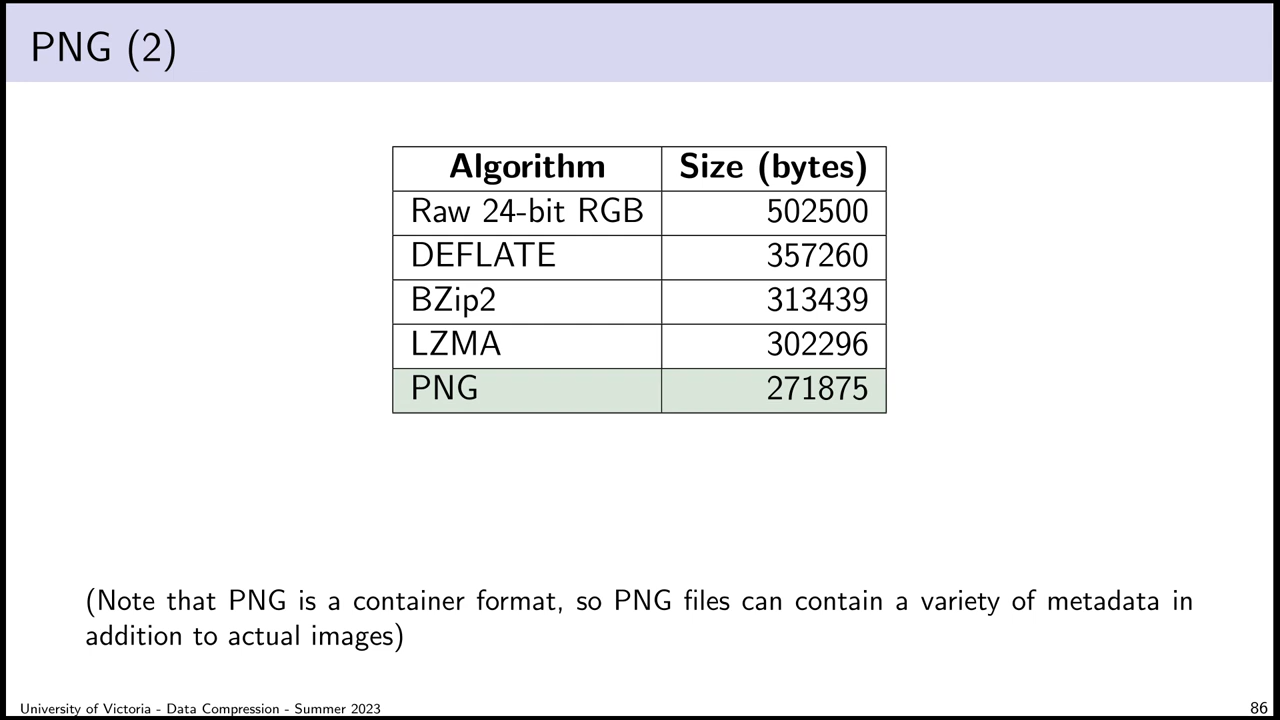 PNG (2)
Algorithm Size (bytes)
Raw 24-bit RGB 502500
DEFLATE 357260
BZip2 313439
LZMA 302296
PNG 271875
(Note that PNG is a container format, so PNG files can contain a variety of metadata in
addition to actual images)
University of Victoria - Data Compression - Summer 2023 86